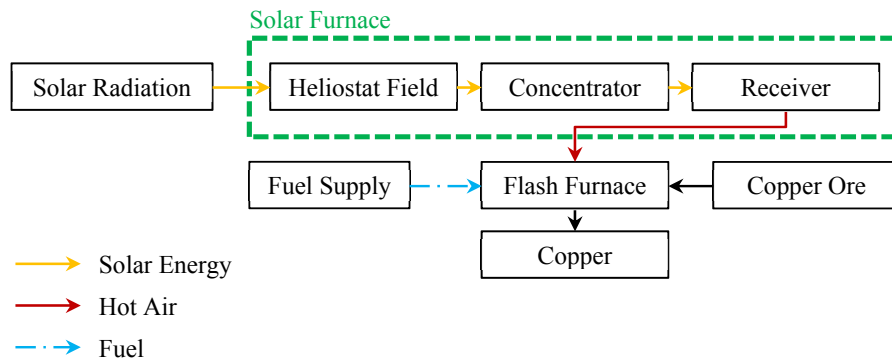 Solar Furnace
Solar Radiation
Heliostat Field
Concentrator
Receiver
Fuel Supply
Flash Furnace
Copper Ore
Copper
Solar Energy
Hot Air
Fuel